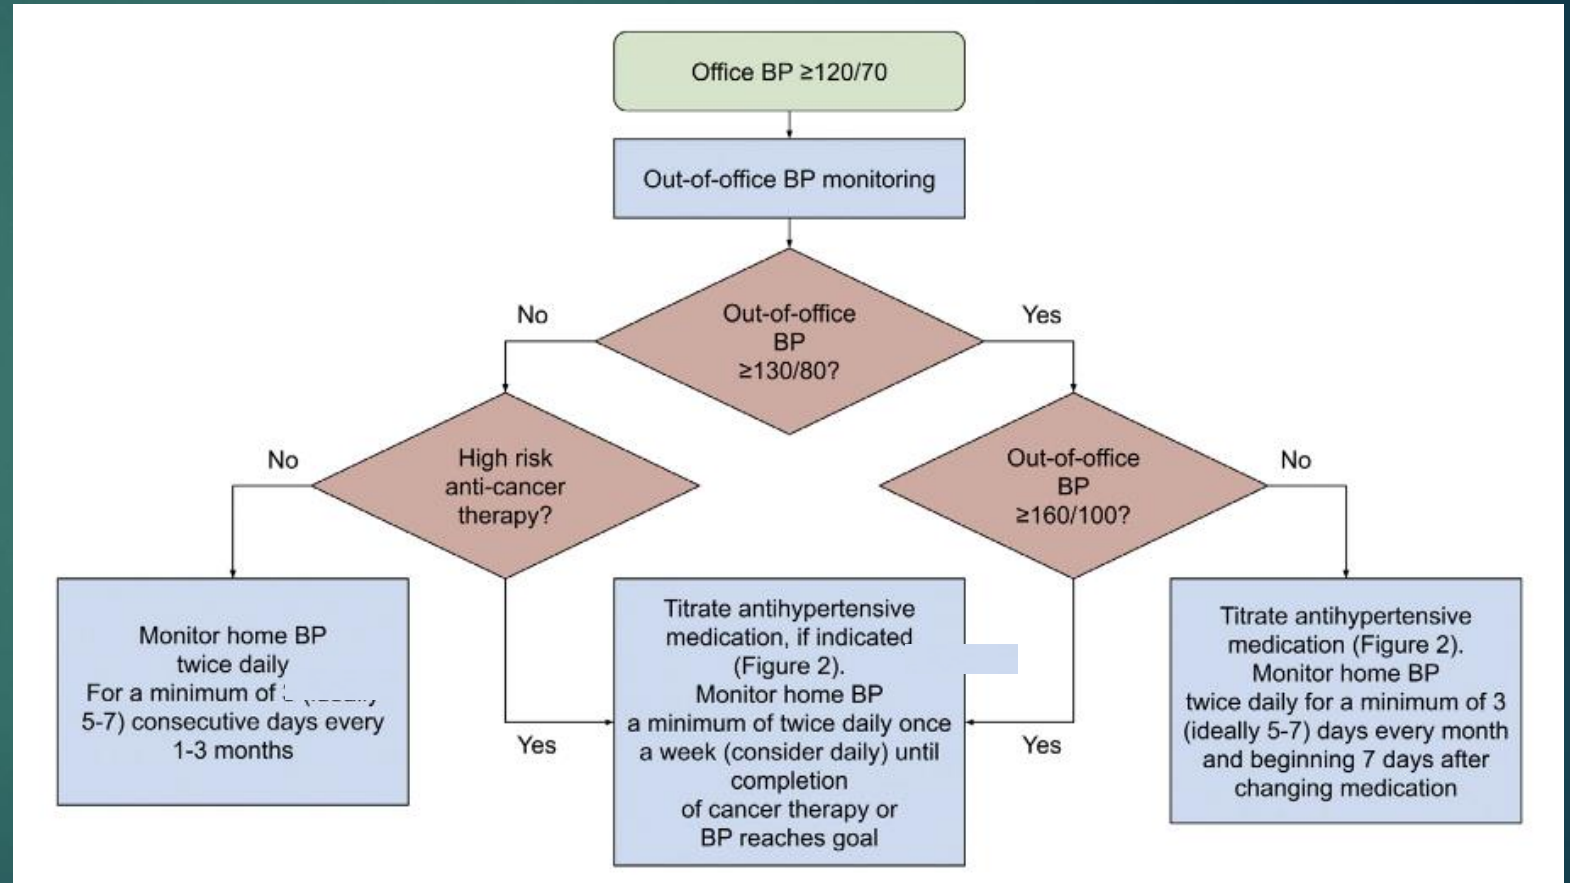 Office BP ≥120/70
Out-of-office BP monitoring
No
Out-of-office
BP
≥130/80?
Yes
No
High risk
anti-cancer
therapy?
Out-of-office
BP
≥160/100?
No
Monitor home BP
twice daily
For a minimum of
5-7) consecutive days every
1-3 months
Yes
Titrate antihypertensive
medication, if indicated
(Figure 2).
Monitor home BP
a minimum of twice daily once
a week (consider daily) until
completion
of cancer therapy or
BP reaches goal
Yes
Titrate antihypertensive
medication (Figure 2).
Monitor home BP
twice daily for a minimum of 3
(ideally 5-7) days every month
and beginning 7 days after
changing medication